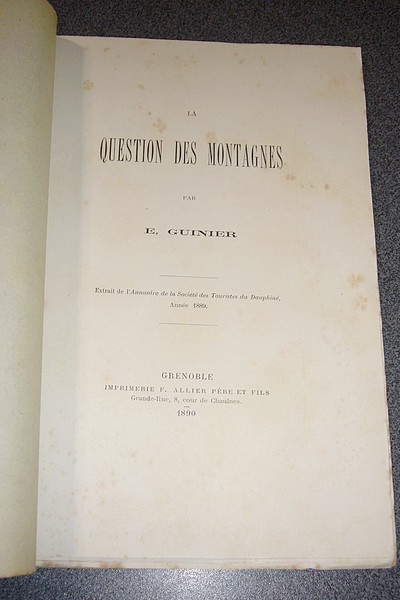 LA
QUESTION DES MONTAGNES
PAR
E. GUINIER
Extrait de l'Annuaire de la Société des Touristes du Dauphiné,
Année 1889.
GRENOBLE
IMPRIMERIE F. ALLIER PÈRE ET FILS
Grande-Rue, 8, cour de Chaulnes.
1890